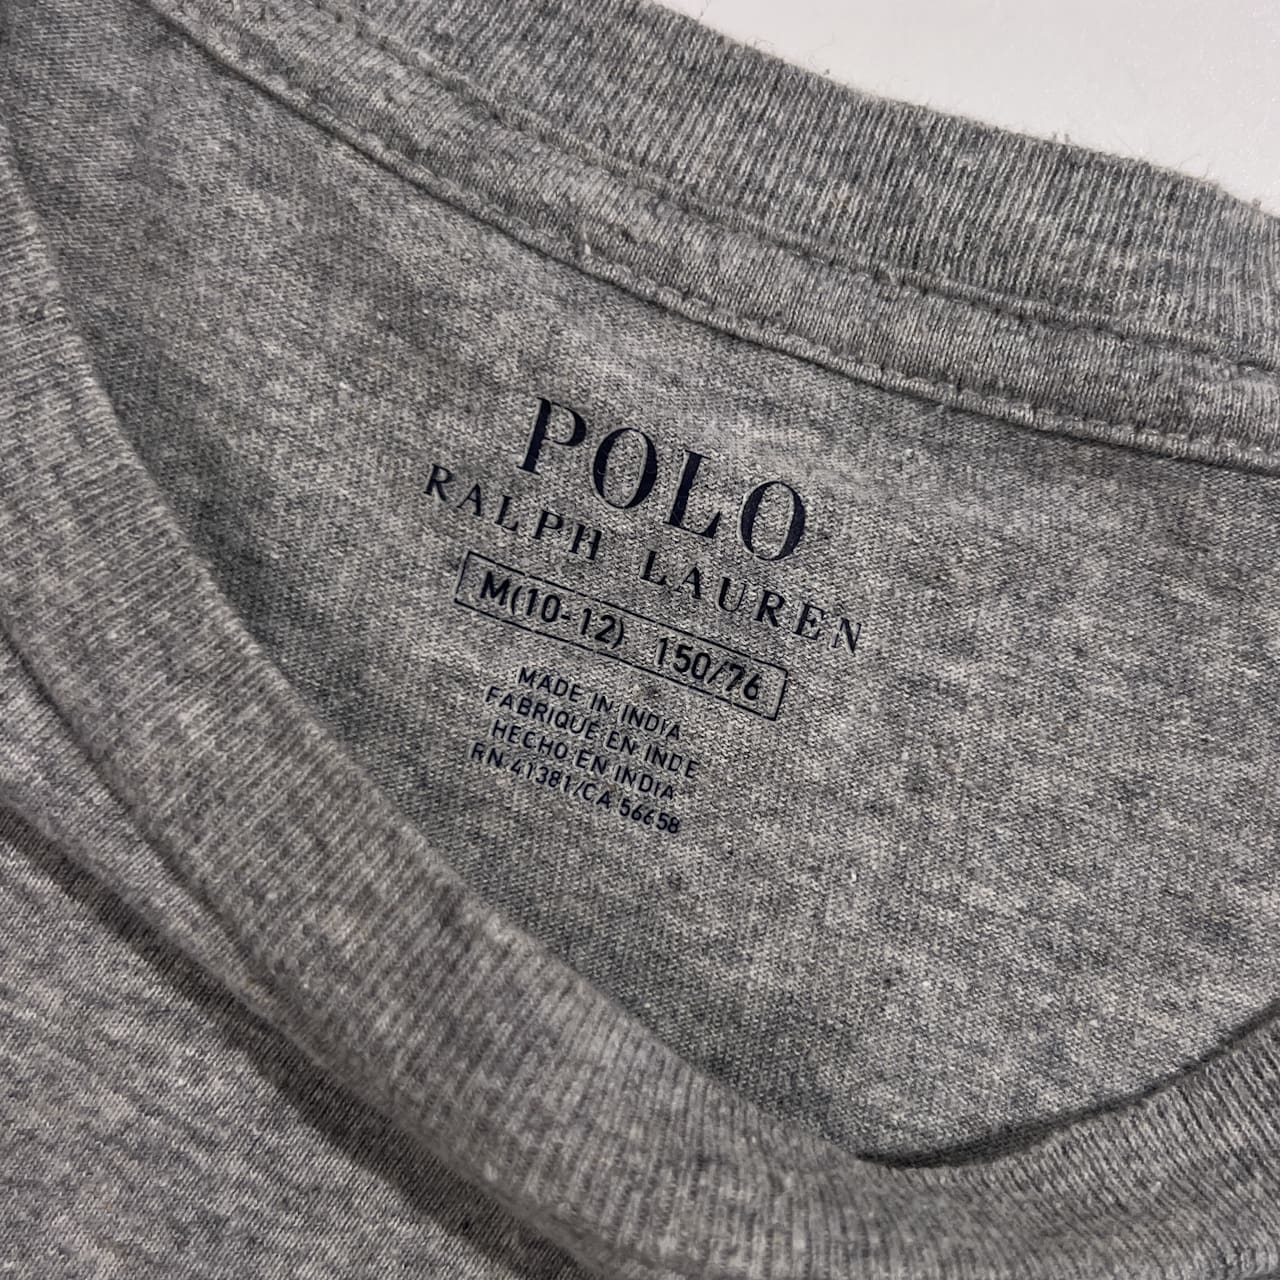 POLO
RALPH LAUREN
M(10-12) 150/76
MADE IN INDIA
FABRIQUÉ EN INDE
HECHO EN INDIA
RN 41381/CA 56658